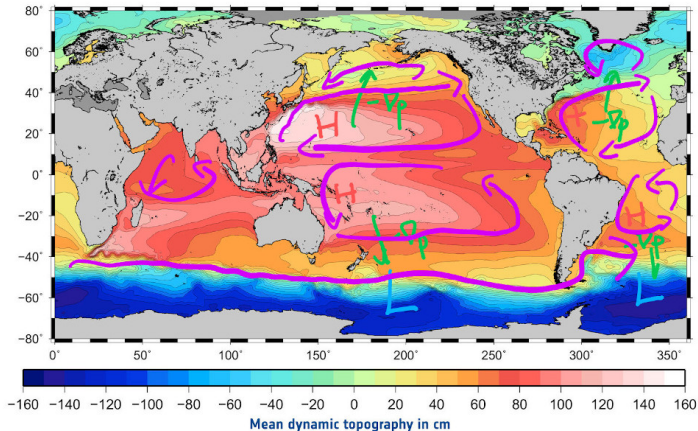 80°
60°
40°
20°
0°
−20°
−40°
−60°
−80°
H
−∇p
H
−∇p
H
∇p
H
−∇p
L
L
0°
50°
100°
150°
200°
250°
300°
350°
−160 −140 −120 −100 −80 −60 −40 −20 0 20 40 60 80 100 120 140 160
Mean dynamic topography in cm